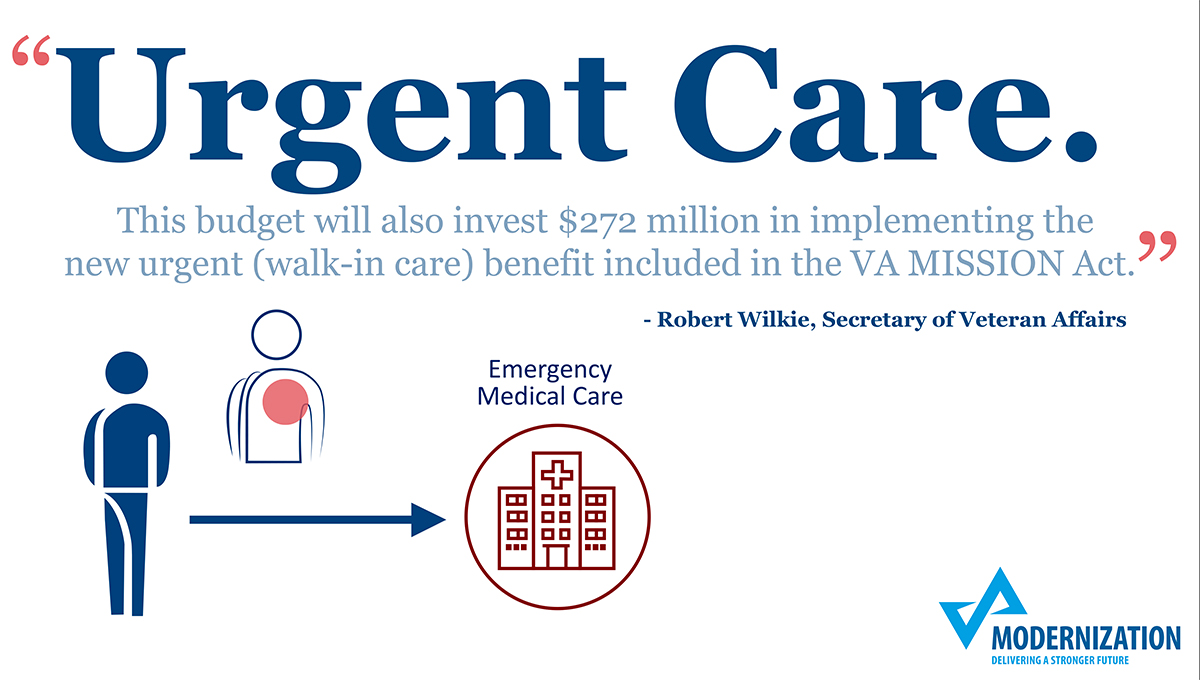 “Urgent Care.
This budget will also invest $272 million in implementing the
new urgent (walk-in care) benefit included in the VA MISSION Act.”
- Robert Wilkie, Secretary of Veteran Affairs
Emergency
Medical Care
MODERNIZATION
DELIVERING A STRONGER FUTURE